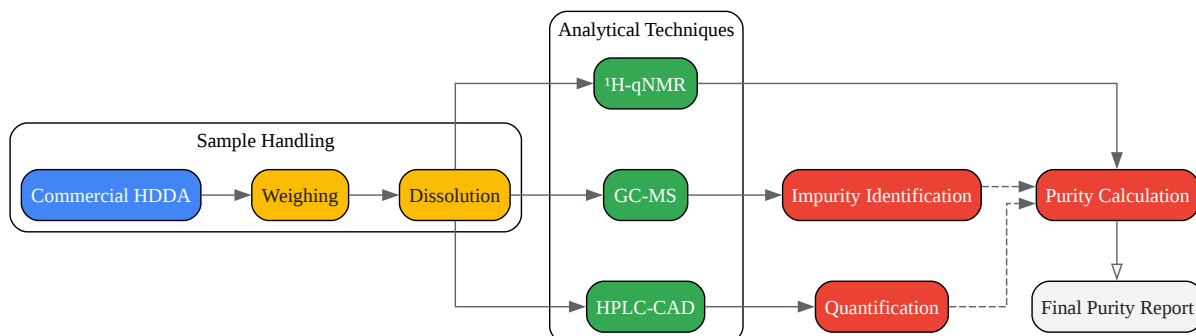 Analytical Techniques
¹H-qNMR
Sample Handling
Commercial HDDA
Weighing
Dissolution
GC-MS
Impurity Identification
Purity Calculation
HPLC-CAD
Quantification
Final Purity Report